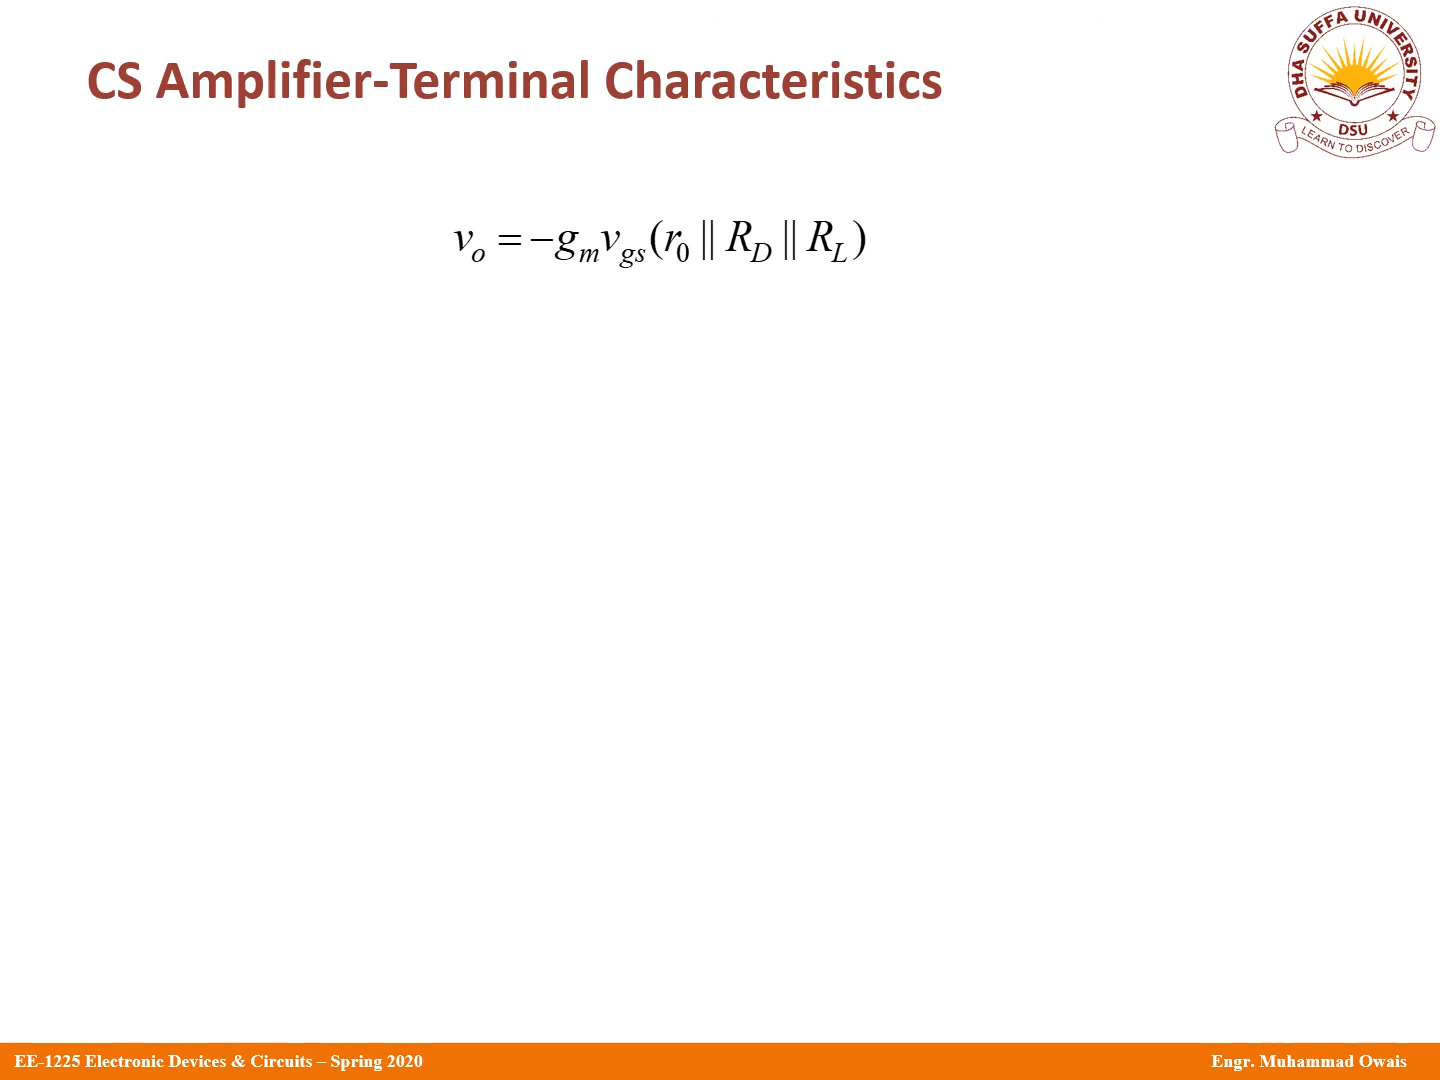 CS Amplifier-Terminal Characteristics
DHA SUFFA UNIVERSITY
DSU
LEARN TO DISCOVER
v_o = −g_m v_gs (r_0 || R_D || R_L)
EE-1225 Electronic Devices & Circuits – Spring 2020
Engr. Muhammad Owais